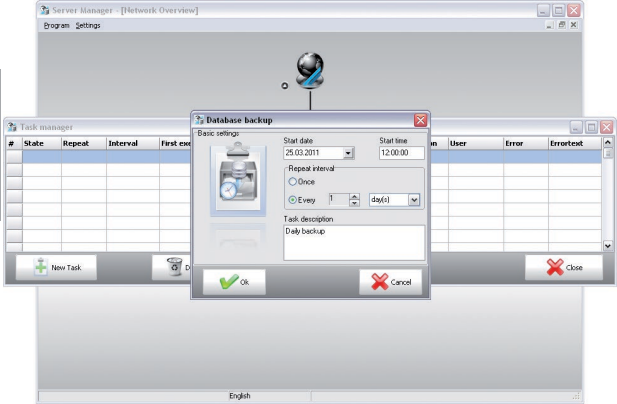 Server Manager - [Network Overview]
Program Settings
Task manager
# State Repeat Interval First exe
User Error Errortext
Database backup
Basic settings
Start date Start time
25.03.2011 12:00:00
Repeat interval
Once
Every 1 day(s)
Task description
Daily backup
New Task
D
Close
Ok Cancel
English